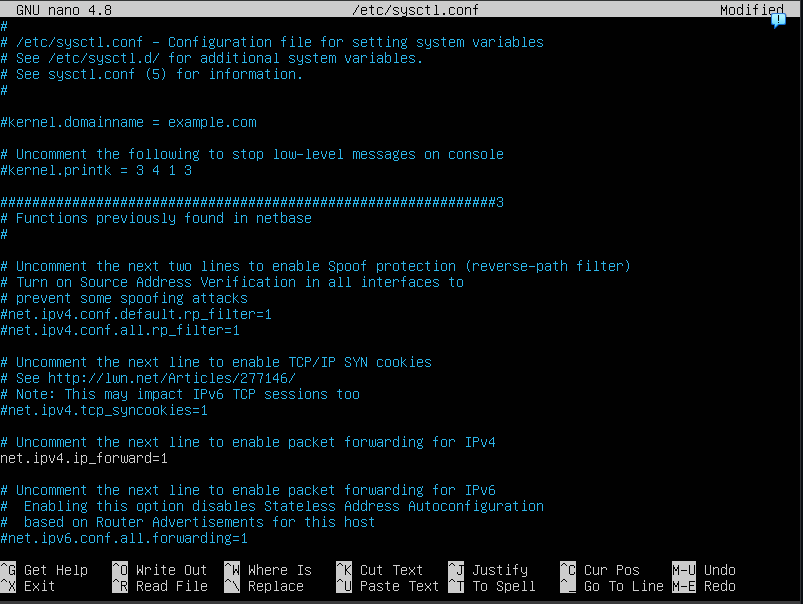 GNU nano 4.8 /etc/sysctl.conf Modified
#
# /etc/sysctl.conf - Configuration file for setting system variables
# See /etc/sysctl.d/ for additional system variables.
# See sysctl.conf (5) for information.
#
#kernel.domainname = example.com
# Uncomment the following to stop low-level messages on console
#kernel.printk = 3 4 1 3
##############################################################3
# Functions previously found in netbase
#
# Uncomment the next two lines to enable Spoof protection (reverse-path filter)
# Turn on Source Address Verification in all interfaces to
# prevent some spoofing attacks
#net.ipv4.conf.default.rp_filter=1
#net.ipv4.conf.all.rp_filter=1
# Uncomment the next line to enable TCP/IP SYN cookies
# See http://lwn.net/Articles/277146/
# Note: This may impact IPv6 TCP sessions too
#net.ipv4.tcp_syncookies=1
# Uncomment the next line to enable packet forwarding for IPv4
net.ipv4.ip_forward=1
# Uncomment the next line to enable packet forwarding for IPv6
#  Enabling this option disables Stateless Address Autoconfiguration
#  based on Router Advertisements for this host
#net.ipv6.conf.all.forwarding=1
^G Get Help ^O Write Out ^W Where Is ^K Cut Text ^J Justify ^C Cur Pos M-U Undo
^X Exit ^R Read File ^\ Replace ^U Paste Text ^T To Spell ^_ Go To Line M-E Redo